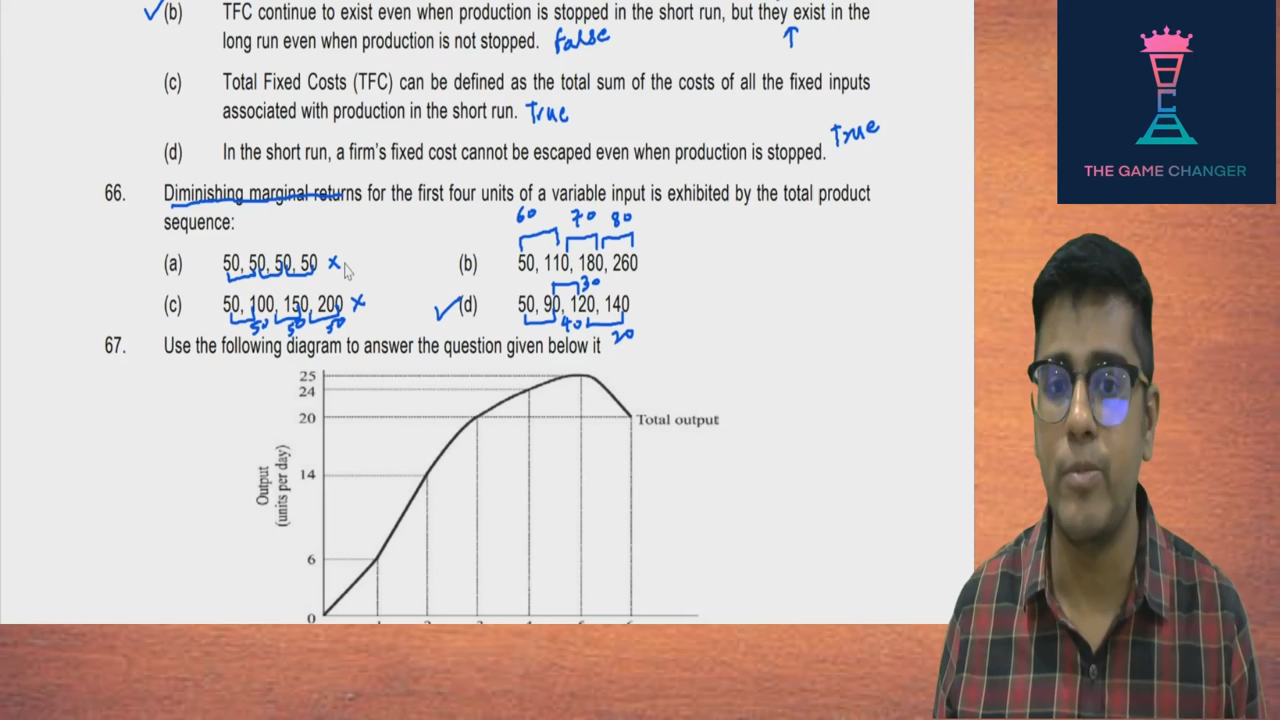 (b) TFC continue to exist even when production is stopped in the short run, but they exist in the
long run even when production is not stopped. False
(c) Total Fixed Costs (TFC) can be defined as the total sum of the costs of all the fixed inputs
associated with production in the short run. True
True
(d) In the short run, a firm's fixed cost cannot be escaped even when production is stopped.
66. Diminishing marginal returns for the first four units of a variable input is exhibited by the total product
sequence:
60 70 80
(a) 50, 50, 50, 50 x (b) 50, 110, 180, 260
30
(c) 50, 100, 150, 200 x (d) 50, 90, 120, 140
50 50 50 40 20
67. Use the following diagram to answer the question given below it
25
24
20
Total output
14
Output
(units per day)
6
0
THE GAME CHANGER